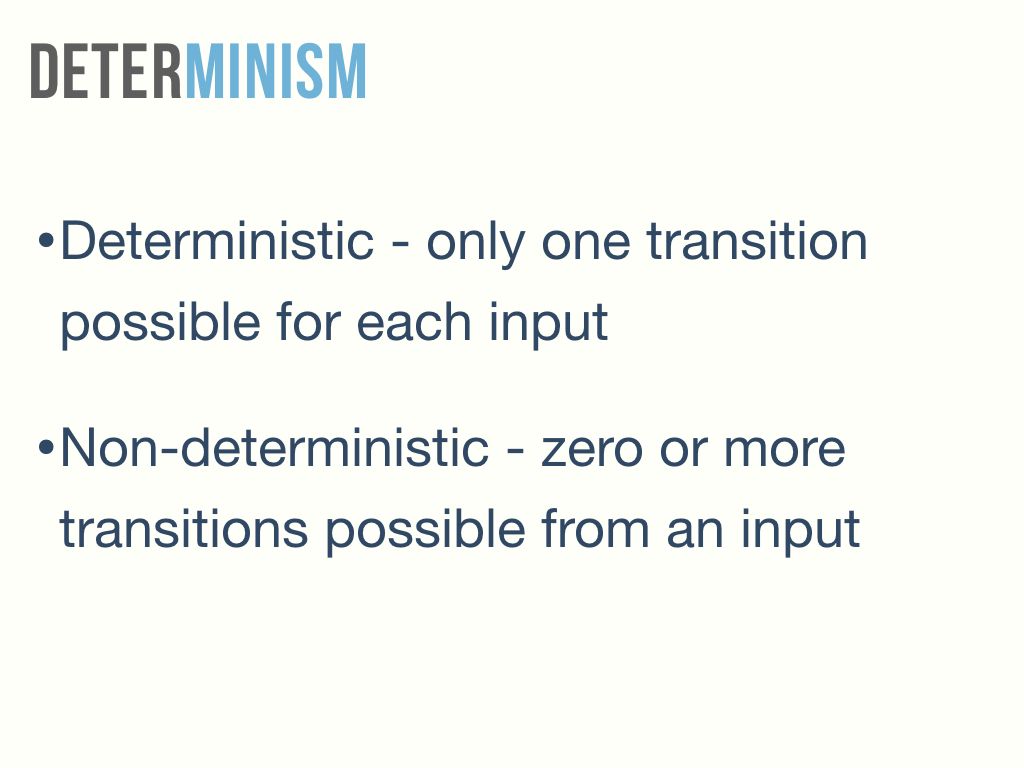 DETERMINISM
•Deterministic - only one transition
possible for each input
•Non-deterministic - zero or more
transitions possible from an input